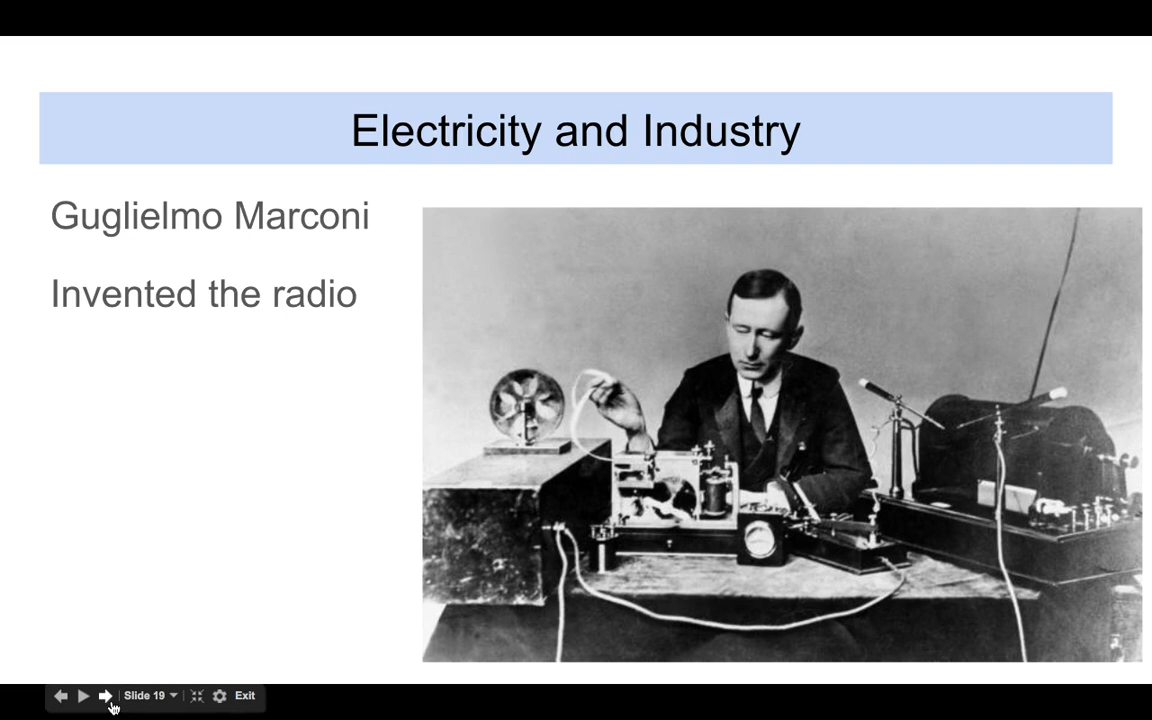 Electricity and Industry
Guglielmo Marconi
Invented the radio
Slide 19
Exit